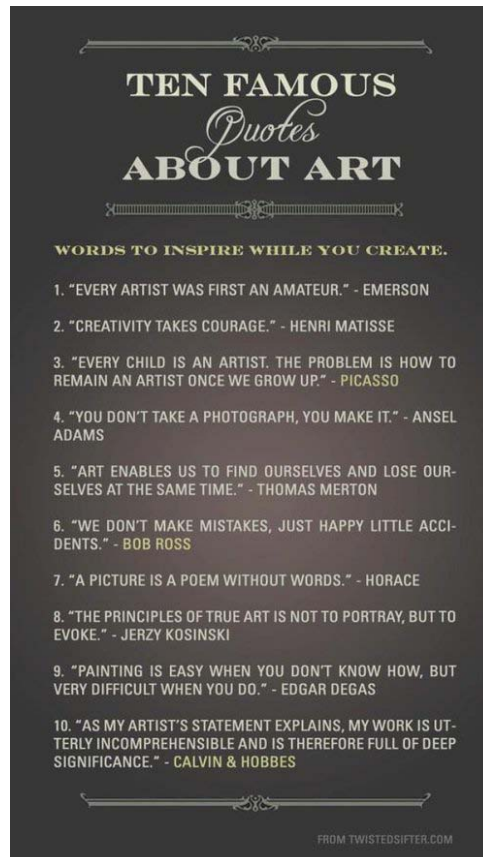 TEN FAMOUS
Quotes
ABOUT ART
WORDS TO INSPIRE WHILE YOU CREATE.
1. “EVERY ARTIST WAS FIRST AN AMATEUR.” - EMERSON
2. “CREATIVITY TAKES COURAGE.” - HENRI MATISSE
3. “EVERY CHILD IS AN ARTIST. THE PROBLEM IS HOW TO
REMAIN AN ARTIST ONCE WE GROW UP.” - PICASSO
4. “YOU DON’T TAKE A PHOTOGRAPH, YOU MAKE IT.” - ANSEL
ADAMS
5. “ART ENABLES US TO FIND OURSELVES AND LOSE OUR-
SELVES AT THE SAME TIME.” - THOMAS MERTON
6. “WE DON’T MAKE MISTAKES, JUST HAPPY LITTLE ACCI-
DENTS.” - BOB ROSS
7. “A PICTURE IS A POEM WITHOUT WORDS.” - HORACE
8. “THE PRINCIPLES OF TRUE ART IS NOT TO PORTRAY, BUT TO
EVOKE.” - JERZY KOSINSKI
9. “PAINTING IS EASY WHEN YOU DON’T KNOW HOW, BUT
VERY DIFFICULT WHEN YOU DO.” - EDGAR DEGAS
10. “AS MY ARTIST’S STATEMENT EXPLAINS, MY WORK IS UT-
TERLY INCOMPREHENSIBLE AND IS THEREFORE FULL OF DEEP
SIGNIFICANCE.” - CALVIN & HOBBES
FROM TWISTEDSIFTER.COM